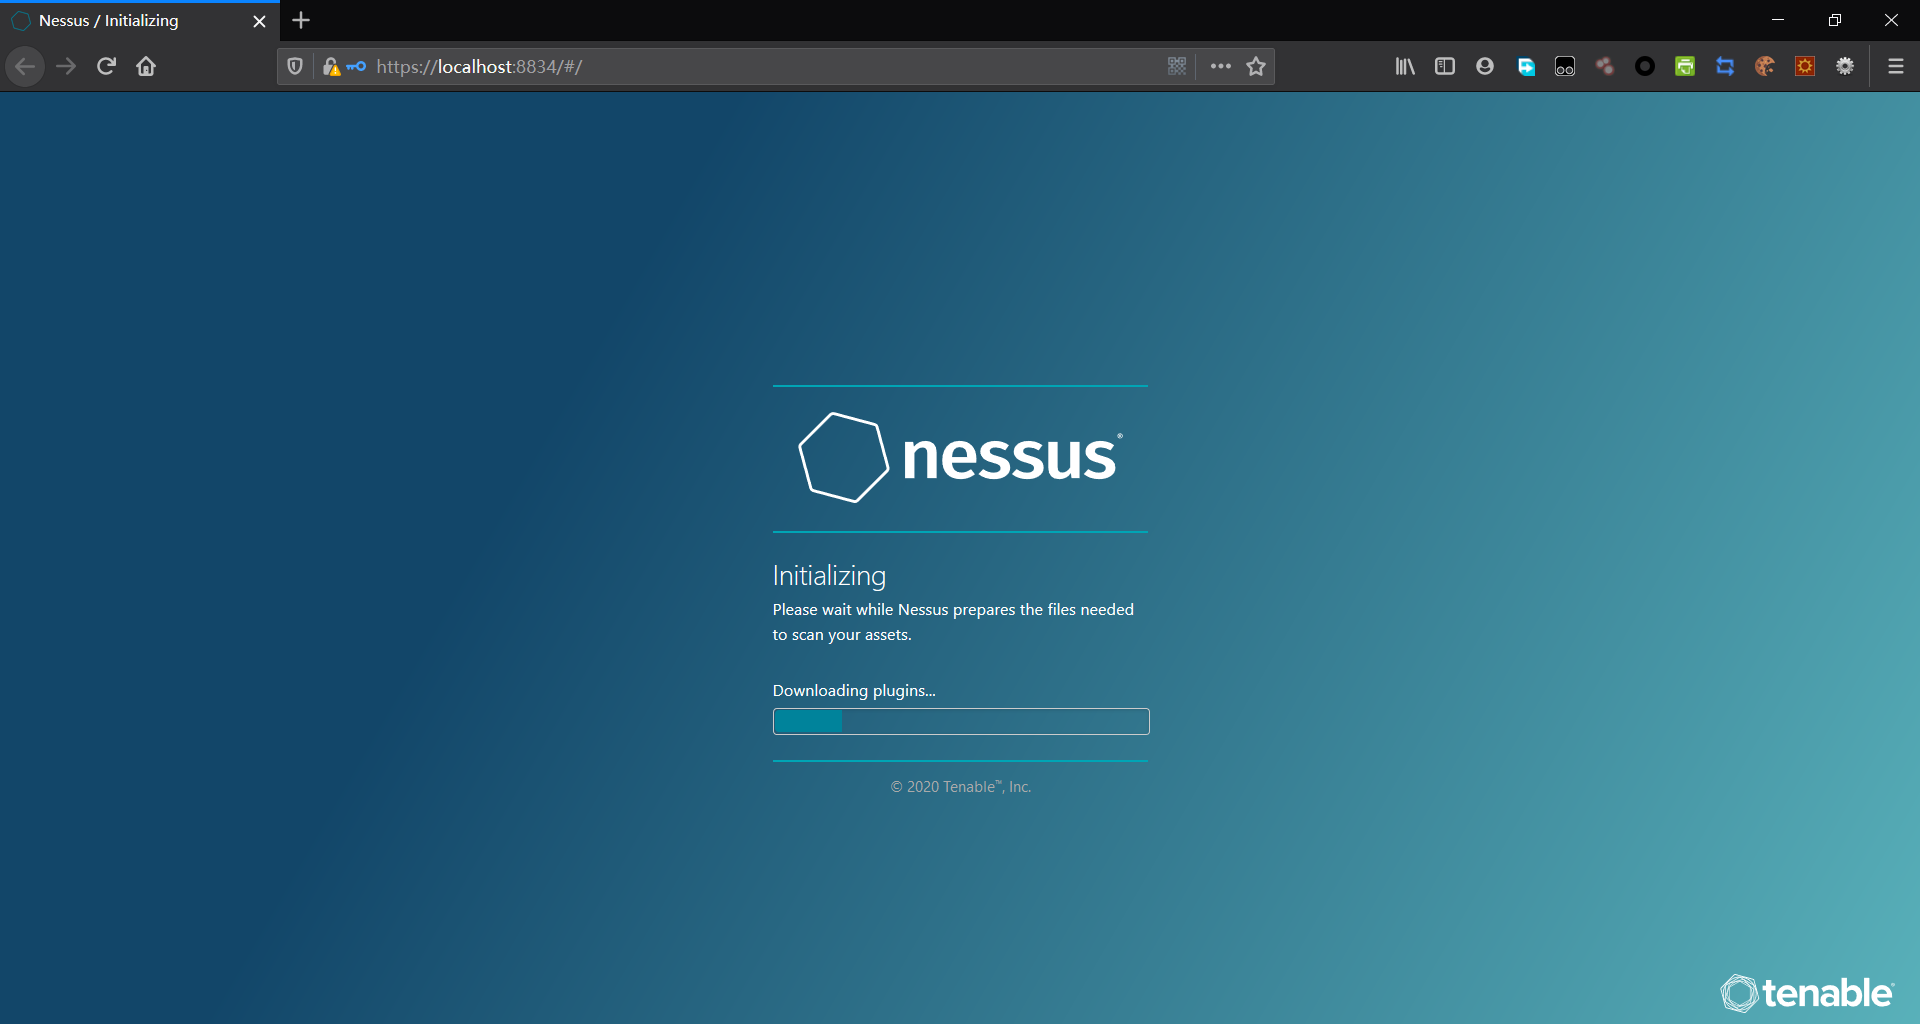 Nessus / Initializing
https://localhost:8834/#/
nessus®
Initializing
Please wait while Nessus prepares the files needed
to scan your assets.
Downloading plugins...
© 2020 Tenable™, Inc.
tenable®